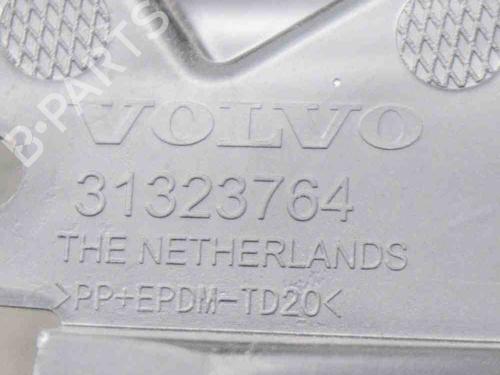 B-PARTS
VOLVO
31323764
THE NETHERLANDS
>PP+EPDM-TD20<